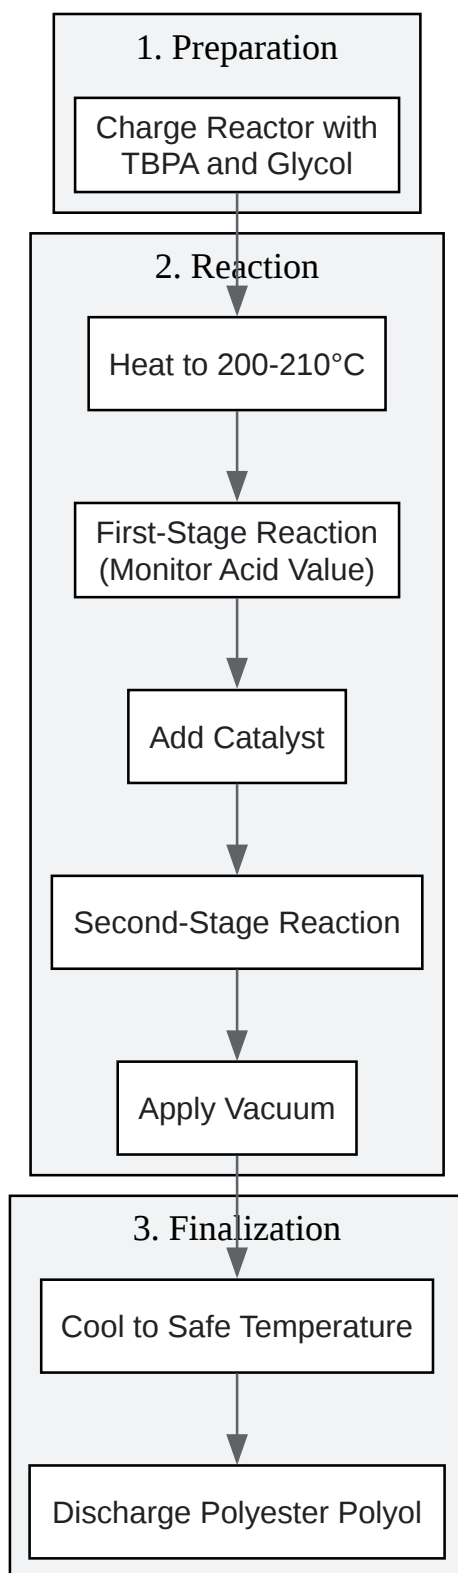 1. Preparation
Charge Reactor with
TBPA and Glycol
2. Reaction
Heat to 200-210°C
First-Stage Reaction
(Monitor Acid Value)
Add Catalyst
Second-Stage Reaction
Apply Vacuum
3. Finalization
Cool to Safe Temperature
Discharge Polyester Polyol